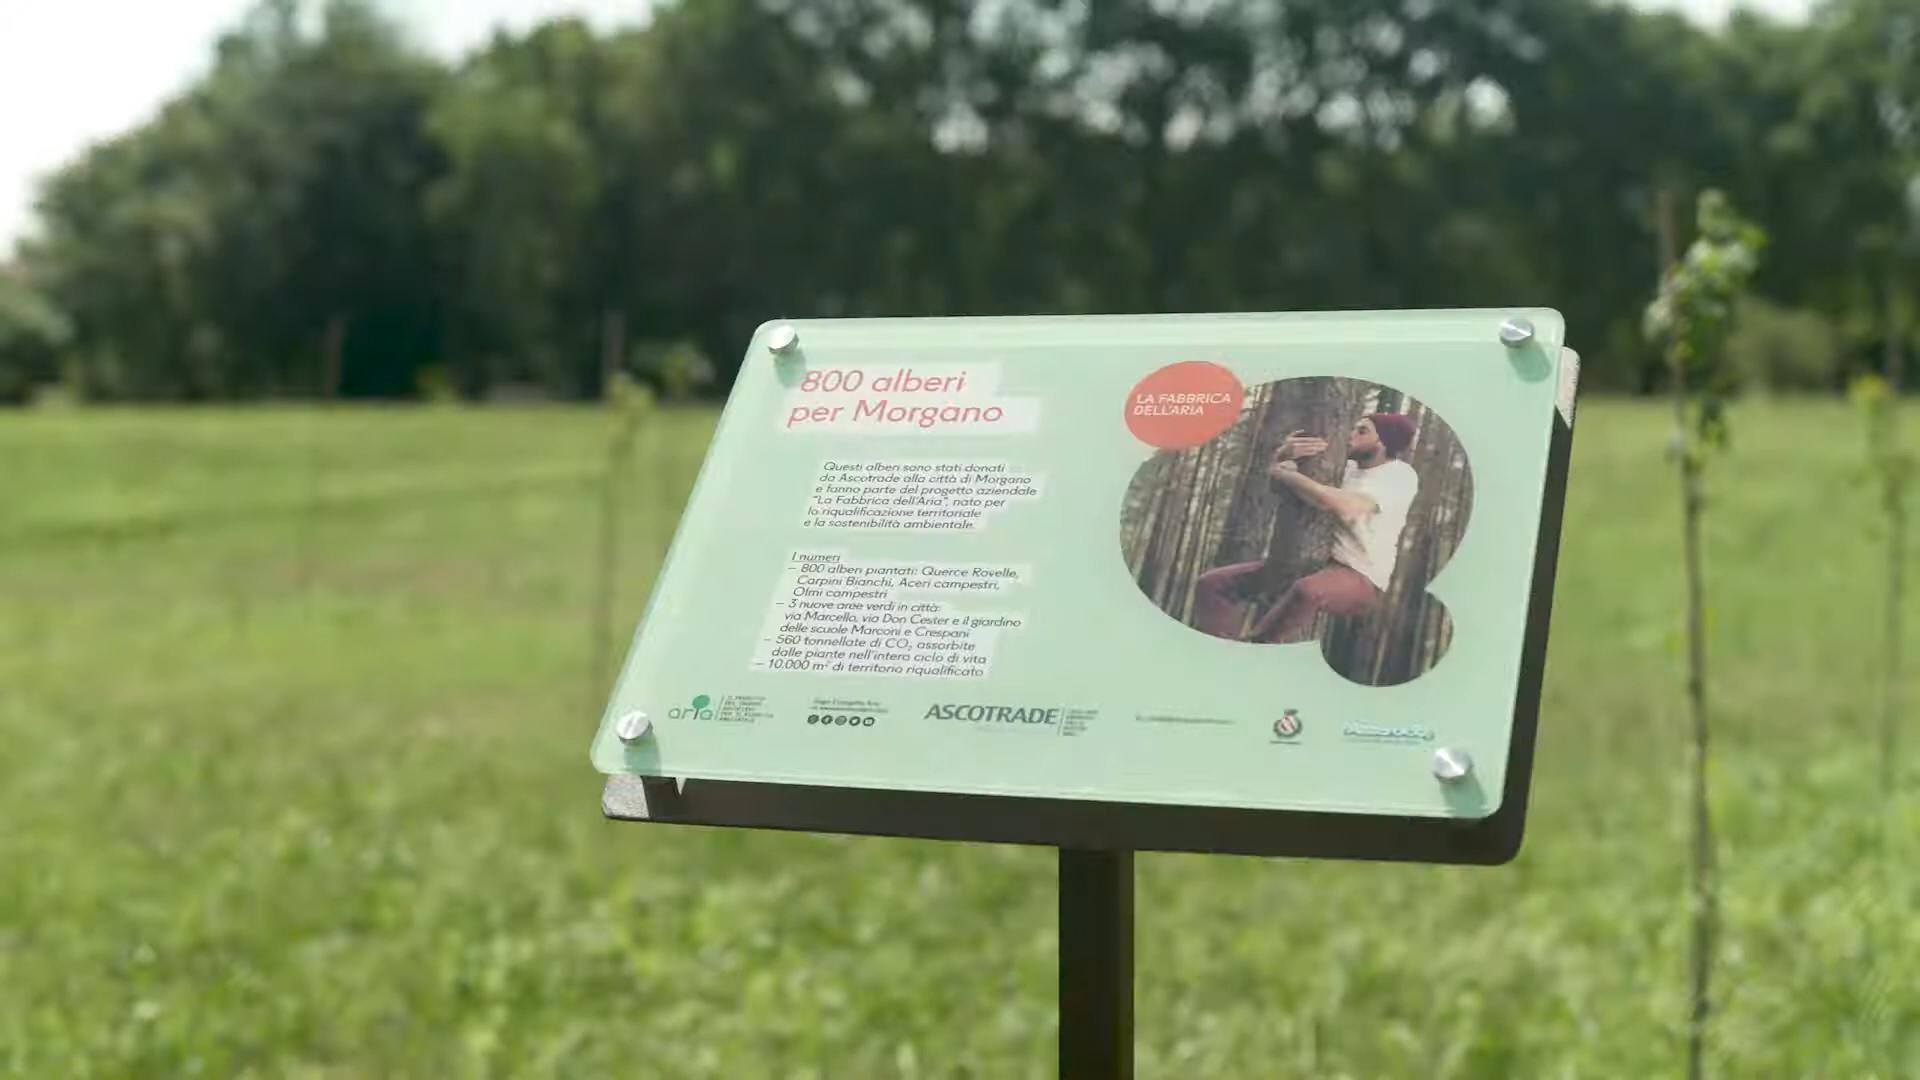 800 alberi
per Morgano
LA FABBRICA
DELL'ARIA
Questi alberi sono stati donati
da Ascotrade alla città di Morgano
e fanno parte del progetto aziendale
"La Fabbrica dell'Aria", nato per
la riqualificazione territoriale
e la sostenibilità ambientale.
I numeri
– 800 alberi piantati: Querce Rovelle,
Carpini Bianchi, Aceri campestri,
Olmi campestri
– 3 nuove aree verdi in città:
via Marcello, via Don Cester e il giardino
delle scuole Marconi e Crespani
– 560 tonnellate di CO₂ assorbite
dalle piante nell'intero ciclo di vita
– 10.000 m² di territorio riqualificato
aria
ASCOTRADE